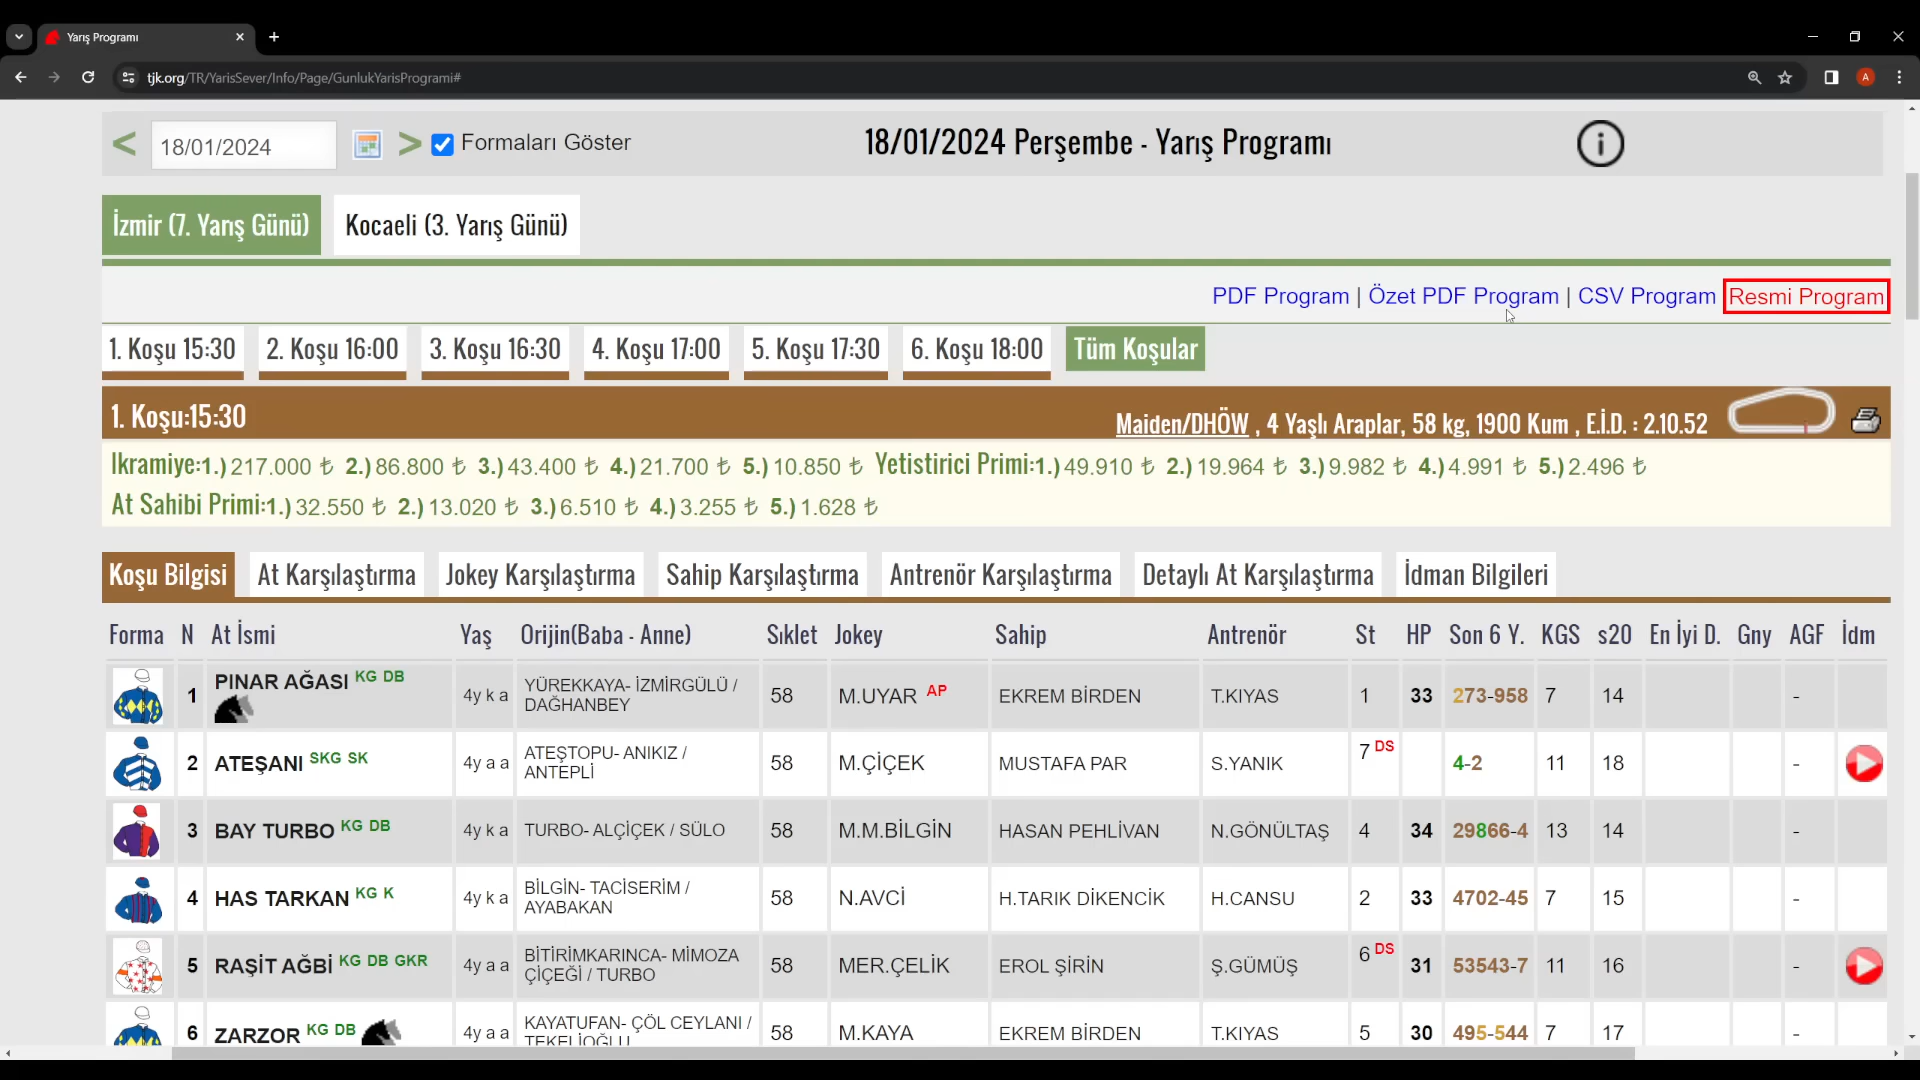 Yarış Programı
tjk.org/TR/YarisSever/Info/Page/GunlukYarisProgrami#
A
18/01/2024
Formaları Göster
18/01/2024 Perşembe - Yarış Programı
İzmir (7. Yarış Günü)
Kocaeli (3. Yarış Günü)
PDF Program | Özet PDF Program | CSV Program Resmi Program
1. Koşu 15:30 2. Koşu 16:00 3. Koşu 16:30 4. Koşu 17:00 5. Koşu 17:30 6. Koşu 18:00 Tüm Koşular
1. Koşu:15:30
Maiden/DHÖW , 4 Yaşlı Araplar, 58 kg, 1900 Kum , E.İ.D. : 2.10.52
Ikramiye:1.) 217.000 ₺ 2.) 86.800 ₺ 3.) 43.400 ₺ 4.) 21.700 ₺ 5.) 10.850 ₺ Yetistirici Primi:1.) 49.910 ₺ 2.) 19.964 ₺ 3.) 9.982 ₺ 4.) 4.991 ₺ 5.) 2.496 ₺
At Sahibi Primi:1.) 32.550 ₺ 2.) 13.020 ₺ 3.) 6.510 ₺ 4.) 3.255 ₺ 5.) 1.628 ₺
Koşu Bilgisi At Karşılaştırma Jokey Karşılaştırma Sahip Karşılaştırma Antrenör Karşılaştırma Detaylı At Karşılaştırma İdman Bilgileri
Forma N At İsmi Yaş Orijin(Baba - Anne) Sıklet Jokey Sahip Antrenör St HP Son 6 Y. KGS s20 En İyi D. Gny AGF İdm
1 PINAR AĞASI KG DB 4y k a YÜREKKAYA- İZMİRGÜLÜ / DAĞHANBEY 58 M.UYAR AP EKREM BİRDEN T.KIYAS 1 33 273-958 7 14 -
2 ATEŞANI SKG SK 4y a a ATEŞTOPU- ANIKIZ / ANTEPLİ 58 M.ÇİÇEK MUSTAFA PAR S.YANIK 7 DS 4-2 11 18 -
3 BAY TURBO KG DB 4y k a TURBO- ALÇİÇEK / SÜLO 58 M.M.BİLGİN HASAN PEHLİVAN N.GÖNÜLTAŞ 4 34 29866-4 13 14 -
4 HAS TARKAN KG K 4y k a BİLGİN- TACİSERİM / AYABAKAN 58 N.AVCİ H.TARIK DİKENCİK H.CANSU 2 33 4702-45 7 15 -
5 RAŞİT AĞBİ KG DB GKR 4y a a BİTİRİMKARINCA- MİMOZA ÇİÇEĞİ / TURBO 58 MER.ÇELİK EROL ŞİRİN Ş.GÜMÜŞ 6 DS 31 53543-7 11 16 -
6 ZARZOR KG DB 4y a a KAYATUFAN- ÇÖL CEYLANI / TEKELİOĞLU 58 M.KAYA EKREM BİRDEN T.KIYAS 5 30 495-544 7 17 -